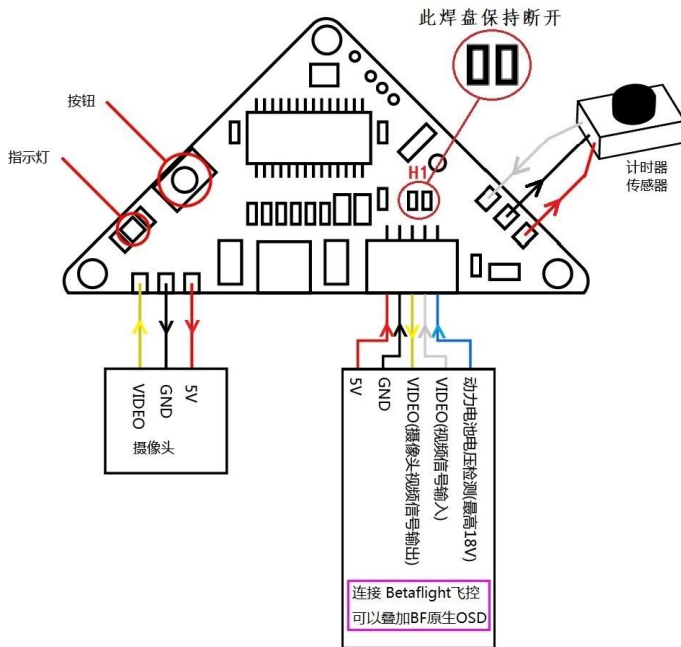 此焊盘保持断开
按钮
指示灯
H1
计时器
传感器
VIDEO
GND
5V
摄像头
5V
GND
VIDEO(摄像头视频信号输出)
VIDEO(视频信号输入)
动力电池电压检测(最高18V)
连接 Betaflight飞控
可以叠加BF原生OSD